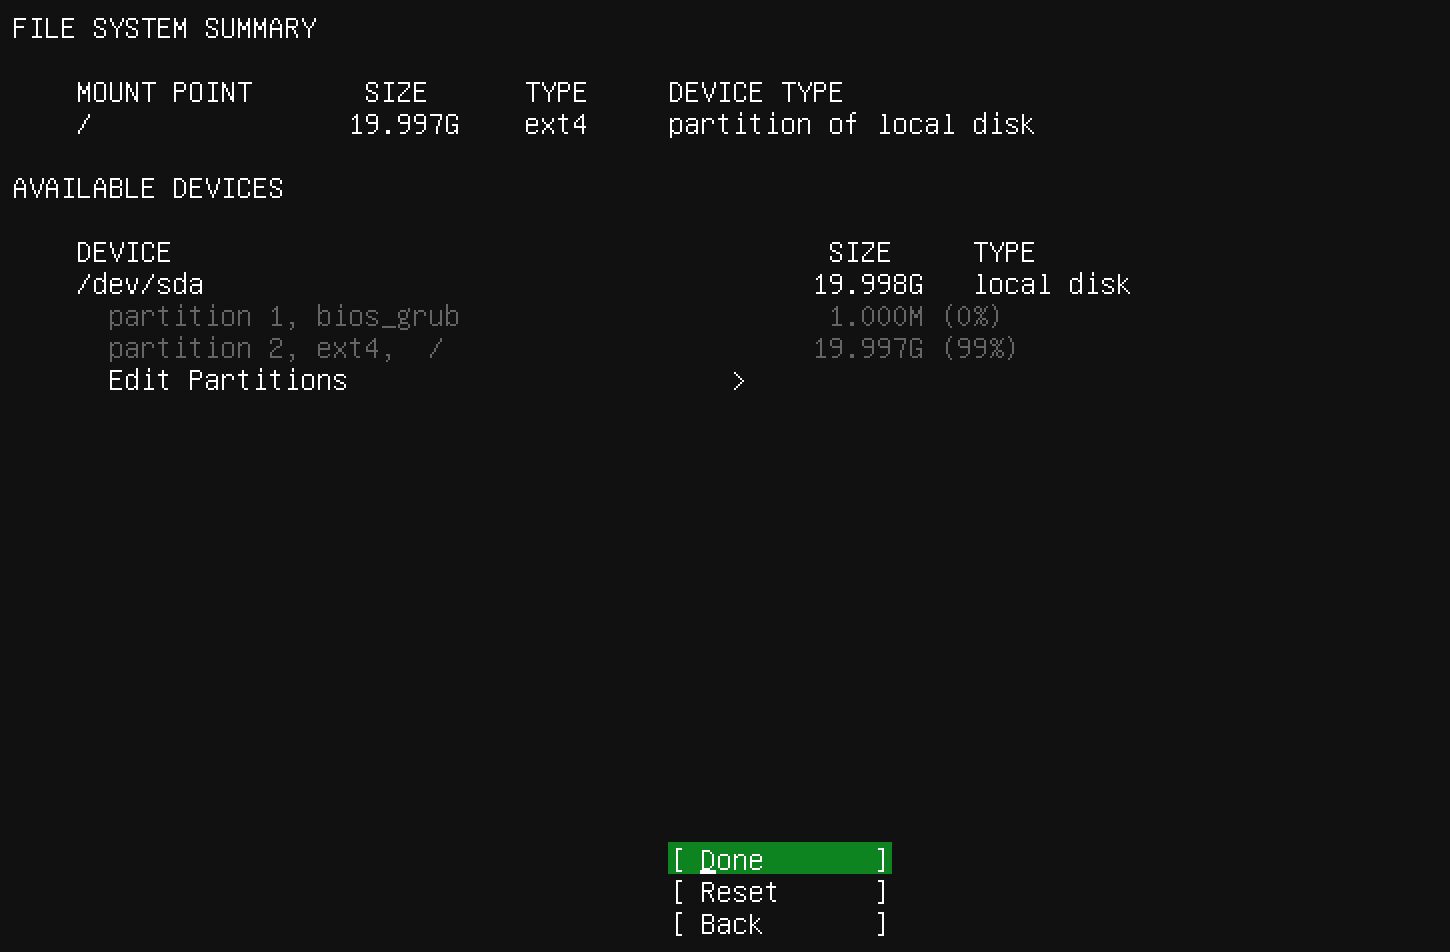 FILE SYSTEM SUMMARY
MOUNT POINT SIZE TYPE DEVICE TYPE
/ 19.997G ext4 partition of local disk
AVAILABLE DEVICES
DEVICE SIZE TYPE
/dev/sda 19.998G local disk
partition 1, bios_grub 1.000M (0%)
partition 2, ext4, / 19.997G (99%)
Edit Partitions >
[ Done ]
[ Reset ]
[ Back ]